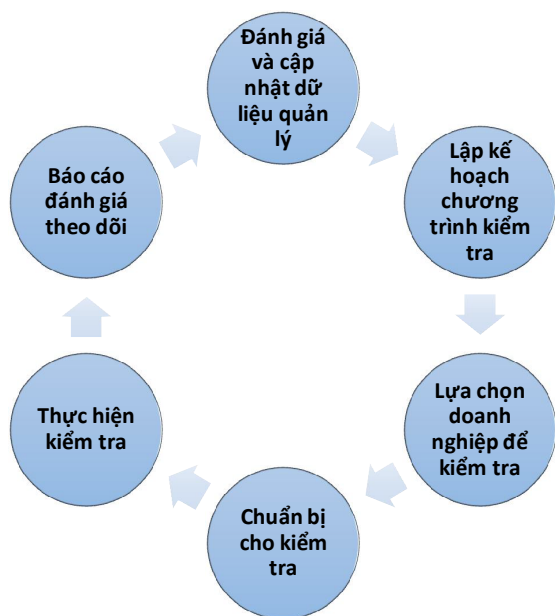 Đánh giá
và cập
nhật dữ
liệu quản
lý
Lập kế
hoạch
chương
trình kiểm
tra
Lựa chọn
doanh
nghiệp để
kiểm tra
Chuẩn bị
cho kiểm
tra
Thực hiện
kiểm tra
Báo cáo
đánh giá
theo dõi